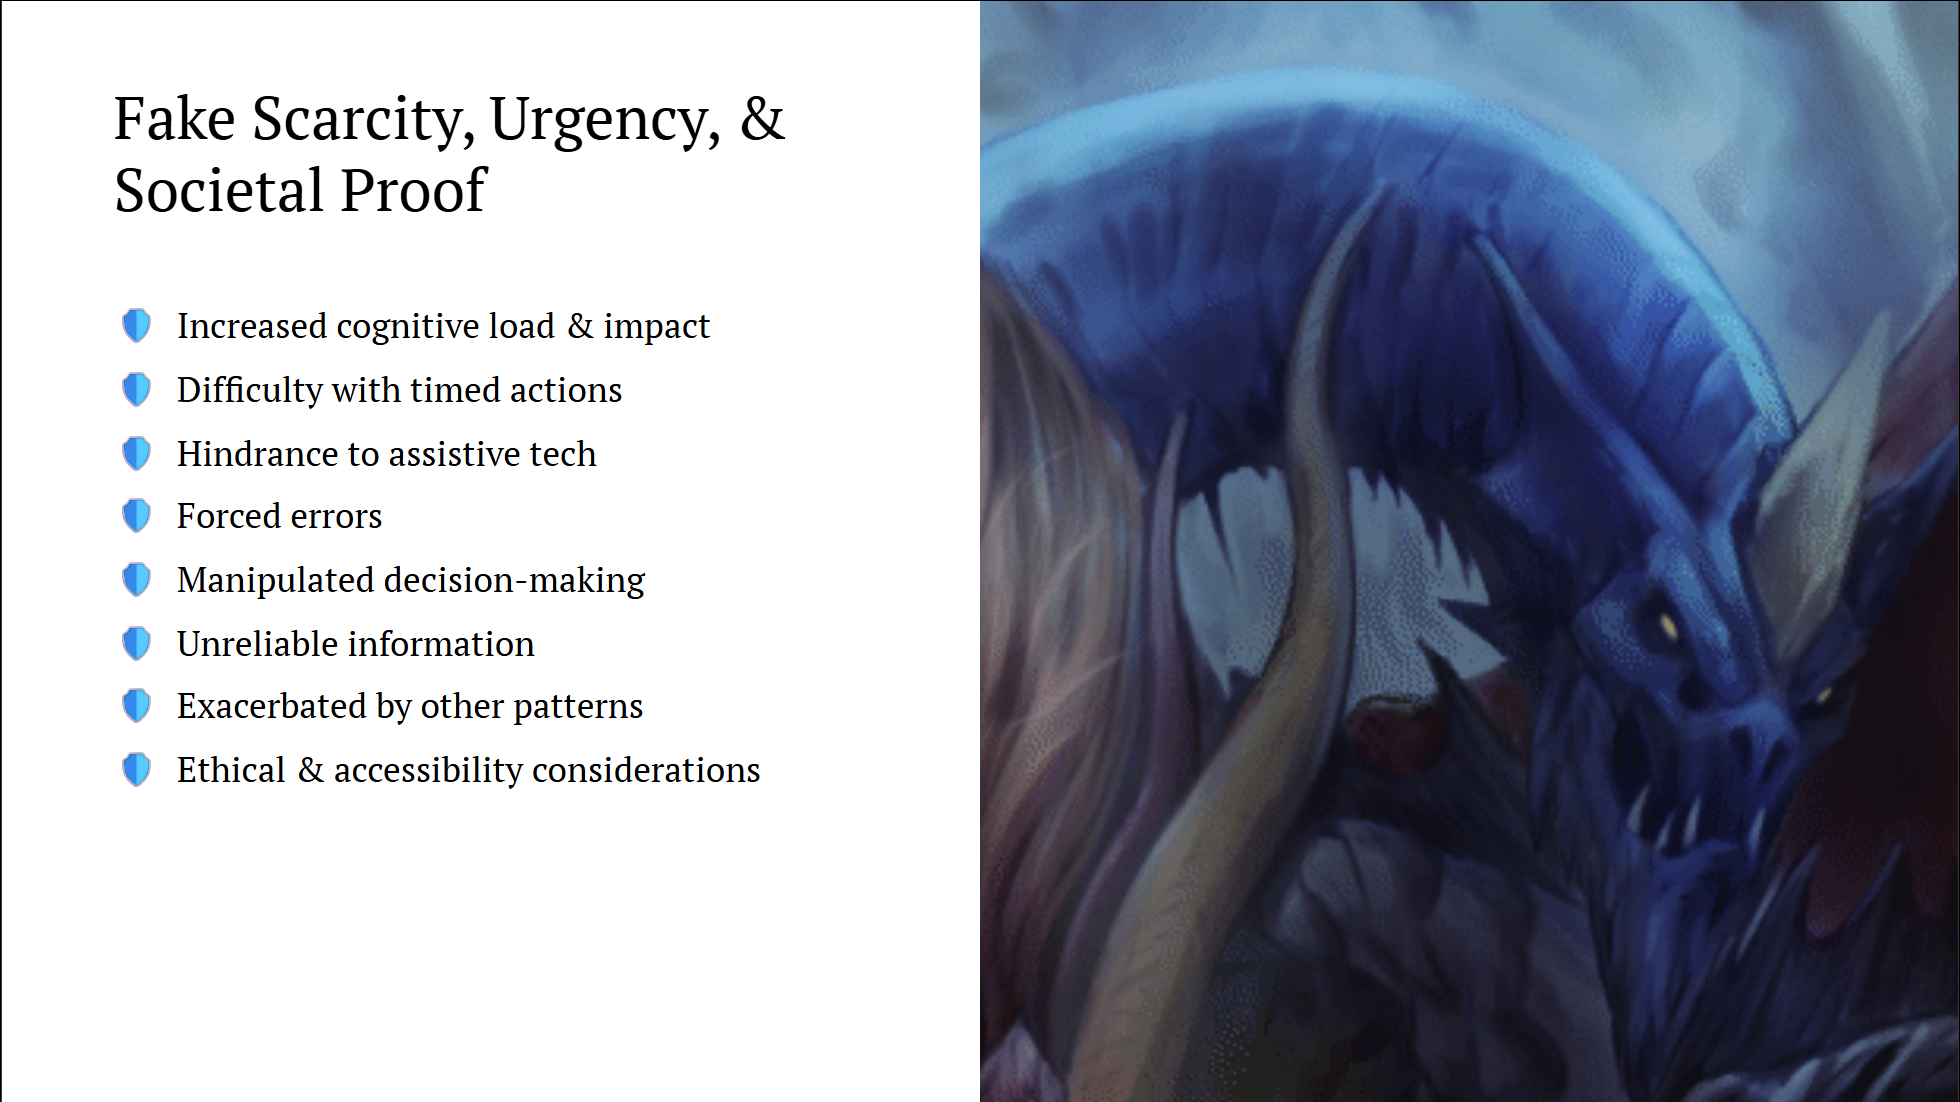 Fake Scarcity, Urgency, &
Societal Proof
Increased cognitive load & impact
Difficulty with timed actions
Hindrance to assistive tech
Forced errors
Manipulated decision-making
Unreliable information
Exacerbated by other patterns
Ethical & accessibility considerations